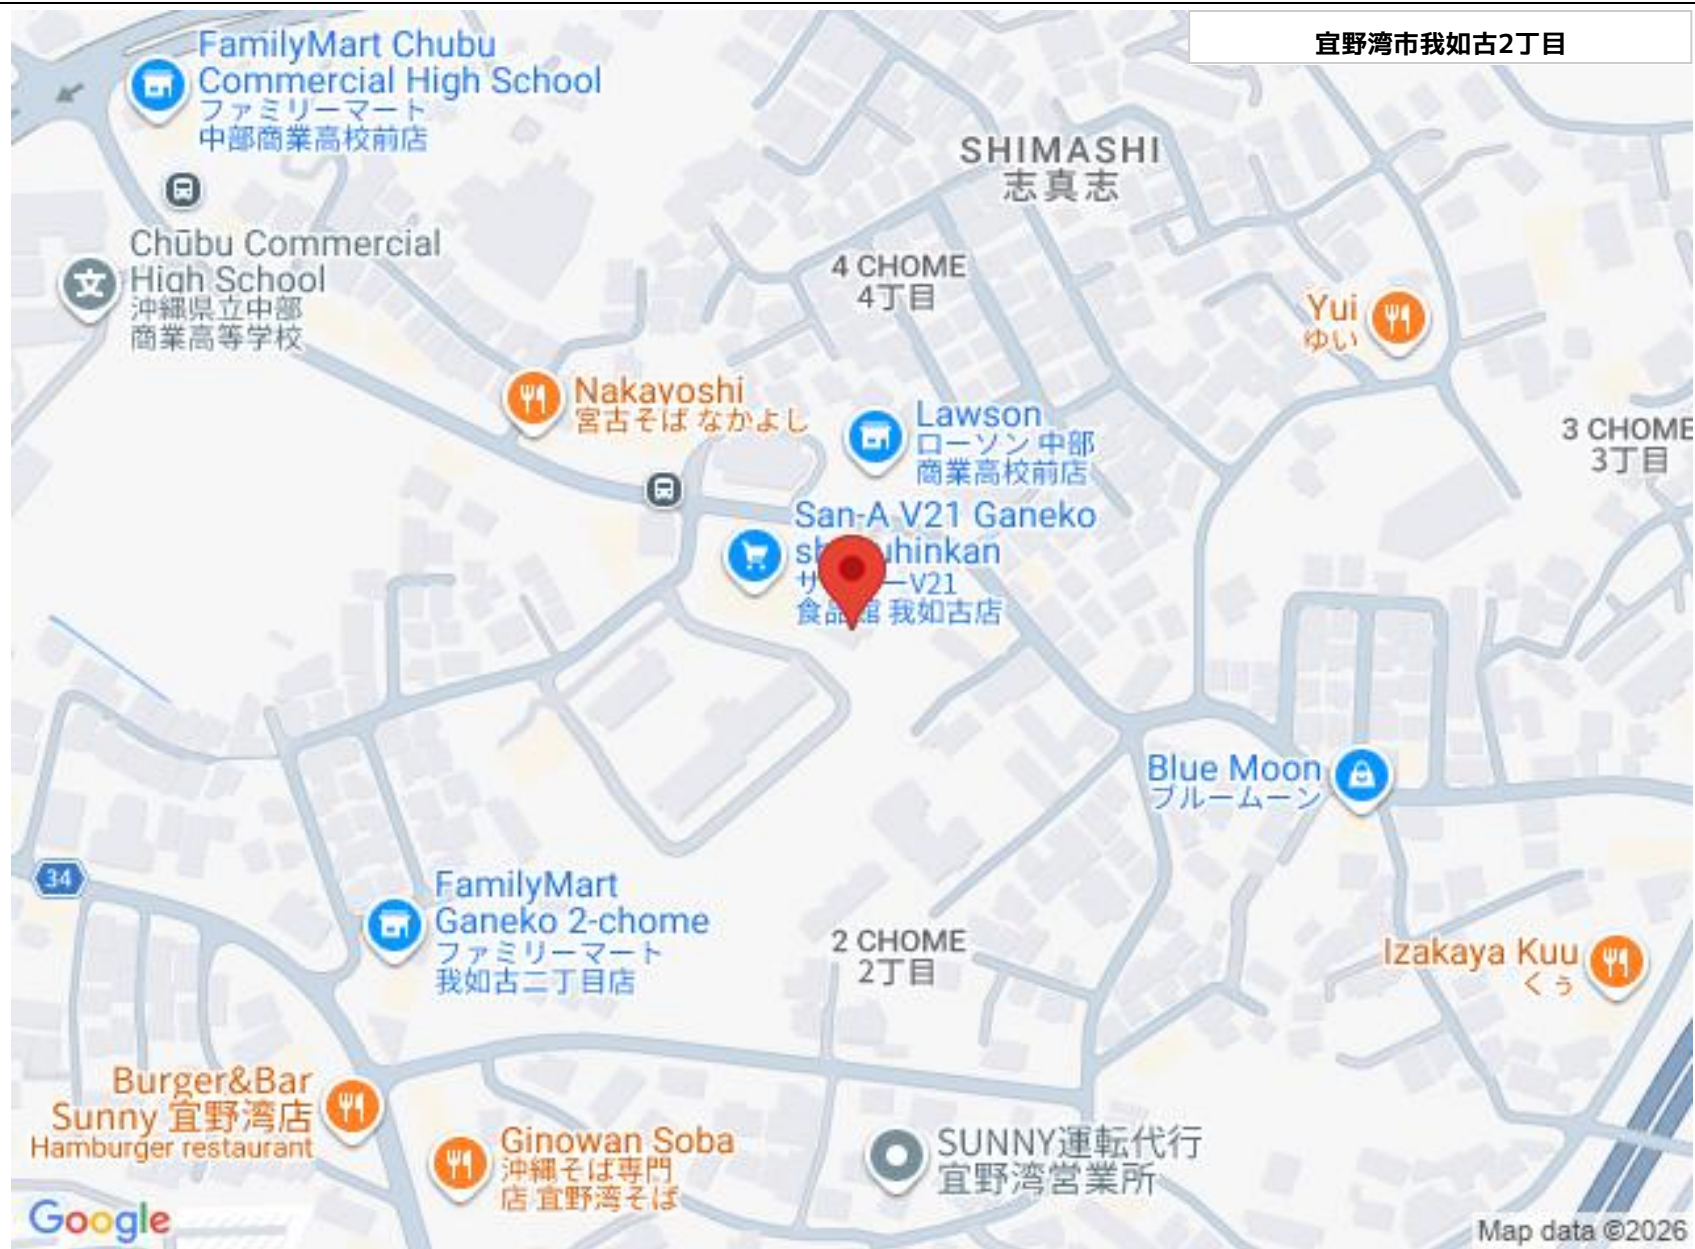 宜野湾市我如古2丁目
FamilyMart Chubu
Commercial High School
ファミリーマート
中部商業高校前店
SHIMASHI
志真志
Chūbu Commercial
High School
沖縄県立中部
商業高等学校
4 CHOME
4丁目
Yui
ゆい
Nakayoshi
宮古そば なかよし
Lawson
ローソン 中部
商業高校前店
3 CHOME
3丁目
San-A V21 Ganeko
V21
我如古店
Blue Moon
ブルームーン
34
FamilyMart
Ganeko 2-chome
ファミリーマート
我如古二丁目店
2 CHOME
2丁目
Izakaya Kuu
くぅ
Burger&Bar
Sunny 宜野湾店
Hamburger restaurant
Ginowan Soba
沖縄そば専門
店 宜野湾そば
SUNNY運転代行
宜野湾営業所
Google
Map data ©2026